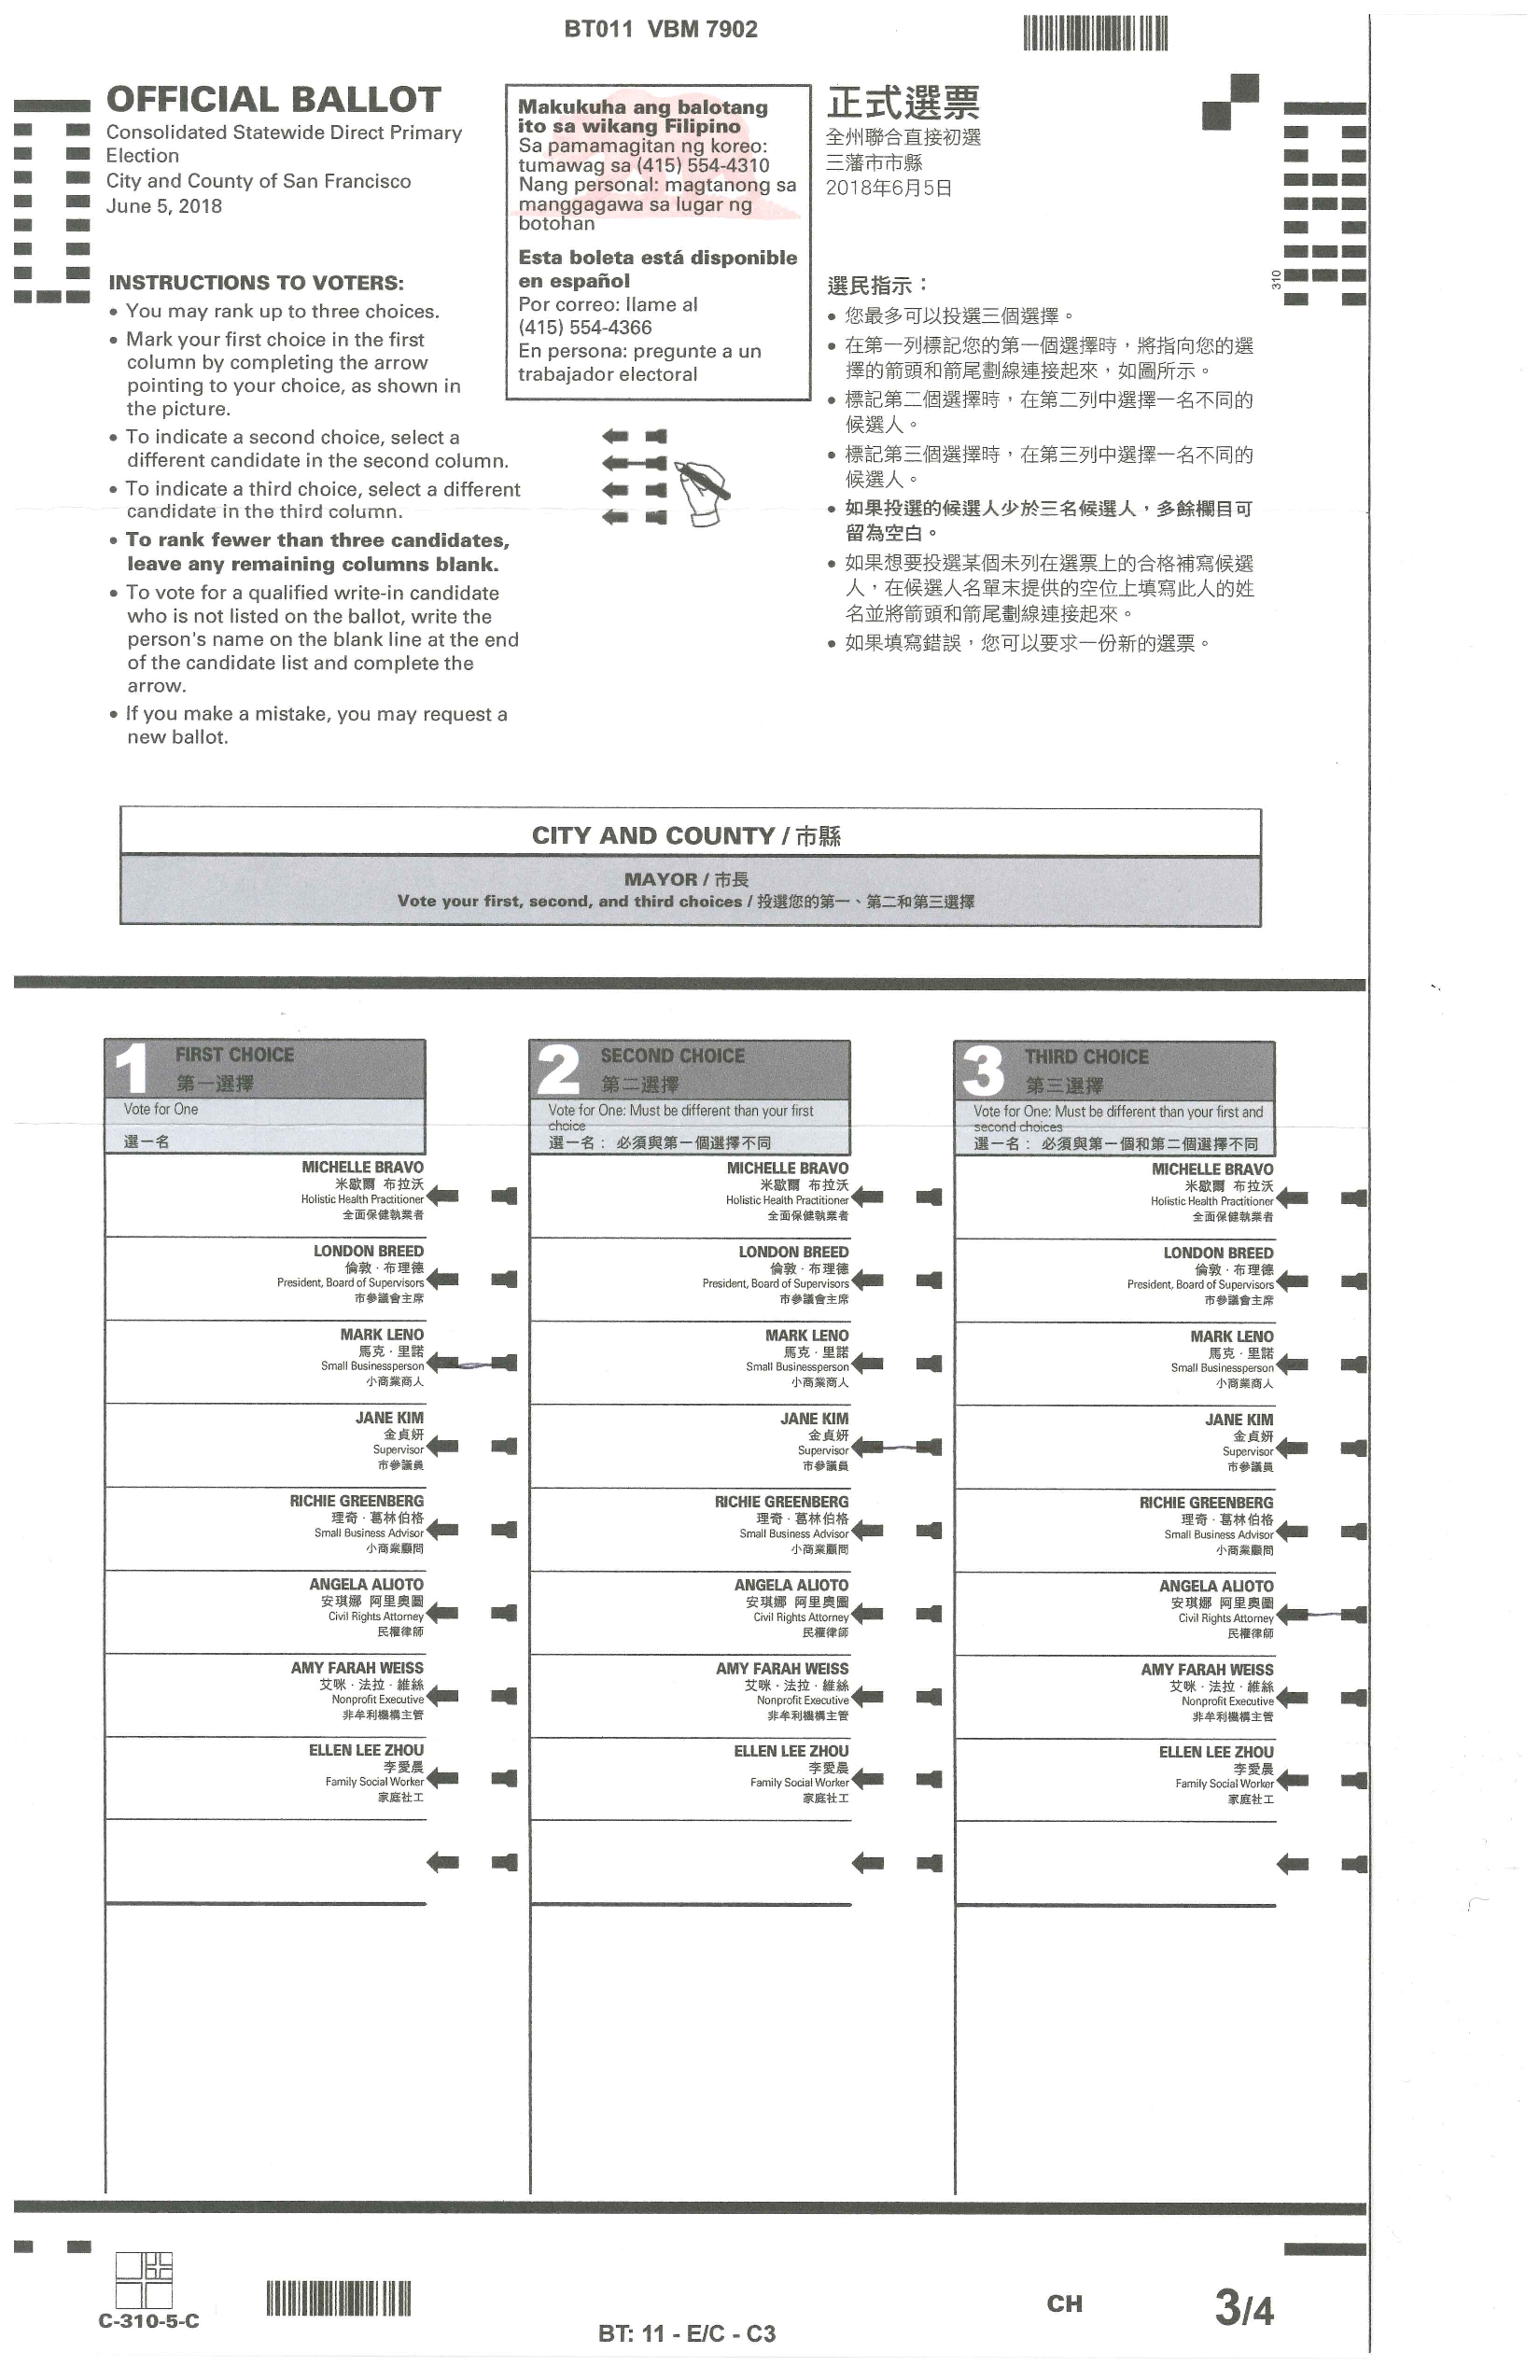 BT011 VBM 7902
OFFICIAL BALLOT
Consolidated Statewide Direct Primary
Election
City and County of San Francisco
June 5, 2018
INSTRUCTIONS TO VOTERS:
• You may rank up to three choices.
• Mark your first choice in the first
column by completing the arrow
pointing to your choice, as shown in
the picture.
• To indicate a second choice, select a
different candidate in the second column.
• To indicate a third choice, select a different
candidate in the third column.
• To rank fewer than three candidates,
leave any remaining columns blank.
• To vote for a qualified write-in candidate
who is not listed on the ballot, write the
person's name on the blank line at the end
of the candidate list and complete the
arrow.
• If you make a mistake, you may request a
new ballot.
Makukuha ang balotang
ito sa wikang Filipino
Sa pamamagitan ng koreo:
tumawag sa (415) 554-4310
Nang personal: magtanong sa
manggagawa sa lugar ng
botohan
Esta boleta está disponible
en español
Por correo: llame al
(415) 554-4366
En persona: pregunte a un
trabajador electoral
正式選票
全州聯合直接初選
三藩市市縣
2018年6月5日
310
選民指示：
• 您最多可以投選三個選擇。
• 在第一列標記您的第一個選擇時，將指向您的選
擇的箭頭和箭尾劃線連接起來，如圖所示。
• 標記第二個選擇時，在第二列中選擇一名不同的
候選人。
• 標記第三個選擇時，在第三列中選擇一名不同的
候選人。
• 如果投選的候選人少於三名候選人，多餘欄目可
留為空白。
• 如果想要投選某個未列在選票上的合格補寫候選
人，在候選人名單末提供的空位上填寫此人的姓
名並將箭頭和箭尾劃線連接起來。
• 如果填寫錯誤，您可以要求一份新的選票。
CITY AND COUNTY / 市縣
MAYOR / 市長
Vote your first, second, and third choices / 投選您的第一、第二和第三選擇
1 FIRST CHOICE
第一選擇
Vote for One
選一名
MICHELLE BRAVO
米歇爾 布拉沃
Holistic Health Practitioner
全面保健執業者
LONDON BREED
倫敦 · 布理德
President, Board of Supervisors
市參議會主席
MARK LENO
馬克 · 里諾
Small Businessperson
小商業商人
JANE KIM
金貞妍
Supervisor
市參議員
RICHIE GREENBERG
理奇 · 葛林伯格
Small Business Advisor
小商業顧問
ANGELA ALIOTO
安琪娜 阿里奧圖
Civil Rights Attorney
民權律師
AMY FARAH WEISS
艾咪 · 法拉 · 維絲
Nonprofit Executive
非牟利機構主管
ELLEN LEE ZHOU
李愛晨
Family Social Worker
家庭社工
2 SECOND CHOICE
第二選擇
Vote for One: Must be different than your first
choice
選一名： 必須與第一個選擇不同
MICHELLE BRAVO
米歇爾 布拉沃
Holistic Health Practitioner
全面保健執業者
LONDON BREED
倫敦 · 布理德
President, Board of Supervisors
市參議會主席
MARK LENO
馬克 · 里諾
Small Businessperson
小商業商人
JANE KIM
金貞妍
Supervisor
市參議員
RICHIE GREENBERG
理奇 · 葛林伯格
Small Business Advisor
小商業顧問
ANGELA ALIOTO
安琪娜 阿里奧圖
Civil Rights Attorney
民權律師
AMY FARAH WEISS
艾咪 · 法拉 · 維絲
Nonprofit Executive
非牟利機構主管
ELLEN LEE ZHOU
李愛晨
Family Social Worker
家庭社工
3 THIRD CHOICE
第三選擇
Vote for One: Must be different than your first and
second choices
選一名： 必須與第一個和第二個選擇不同
MICHELLE BRAVO
米歇爾 布拉沃
Holistic Health Practitioner
全面保健執業者
LONDON BREED
倫敦 · 布理德
President, Board of Supervisors
市參議會主席
MARK LENO
馬克 · 里諾
Small Businessperson
小商業商人
JANE KIM
金貞妍
Supervisor
市參議員
RICHIE GREENBERG
理奇 · 葛林伯格
Small Business Advisor
小商業顧問
ANGELA ALIOTO
安琪娜 阿里奧圖
Civil Rights Attorney
民權律師
AMY FARAH WEISS
艾咪 · 法拉 · 維絲
Nonprofit Executive
非牟利機構主管
ELLEN LEE ZHOU
李愛晨
Family Social Worker
家庭社工
C-310-5-C
BT: 11 - E/C - C3
CH
3/4